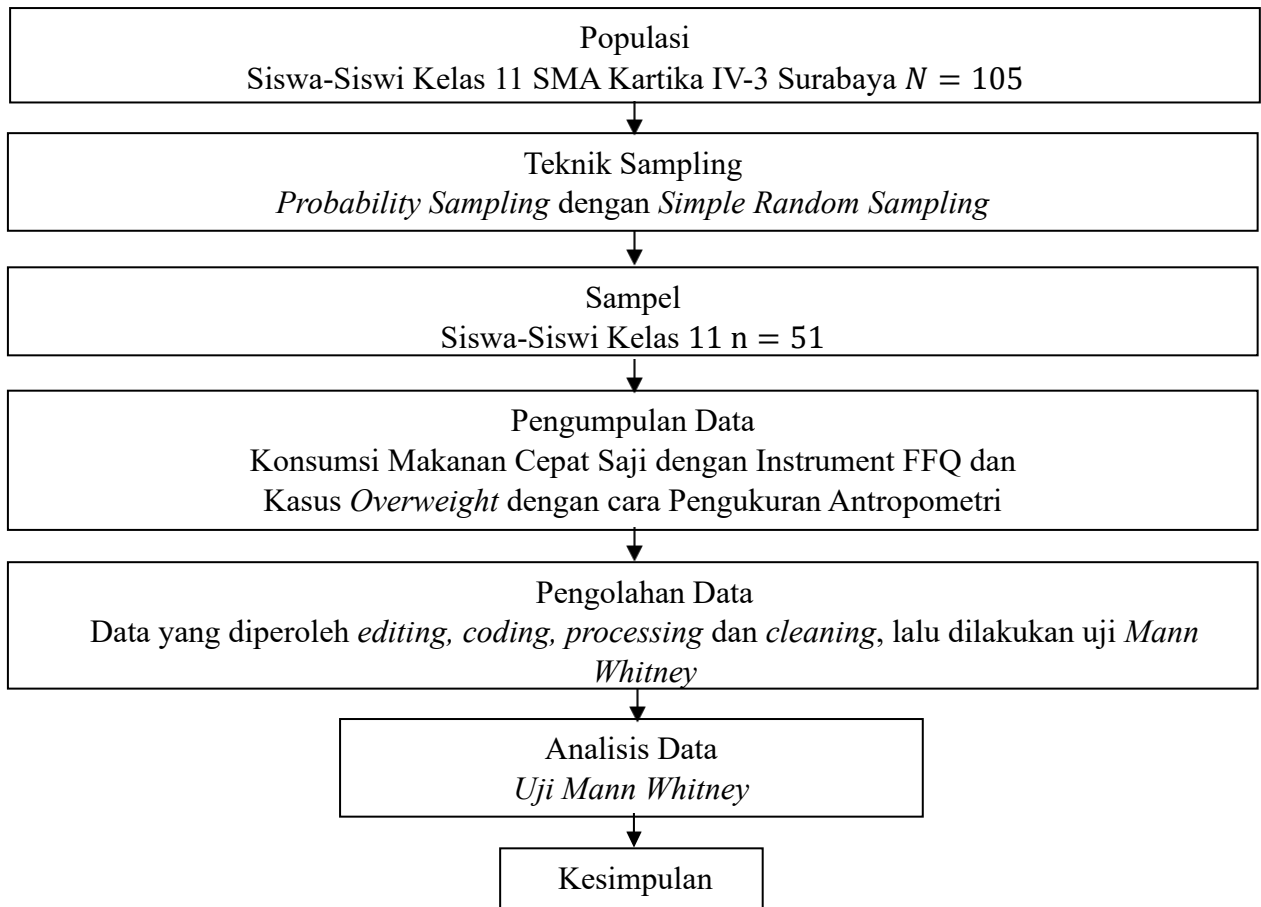 Populasi
Siswa-Siswi Kelas 11 SMA Kartika IV-3 Surabaya N = 105
Teknik Sampling
Probability Sampling dengan Simple Random Sampling
Sampel
Siswa-Siswi Kelas 11 n = 51
Pengumpulan Data
Konsumsi Makanan Cepat Saji dengan Instrument FFQ dan
Kasus Overweight dengan cara Pengukuran Antropometri
Pengolahan Data
Data yang diperoleh editing, coding, processing dan cleaning, lalu dilakukan uji Mann
Whitney
Analisis Data
Uji Mann Whitney
Kesimpulan